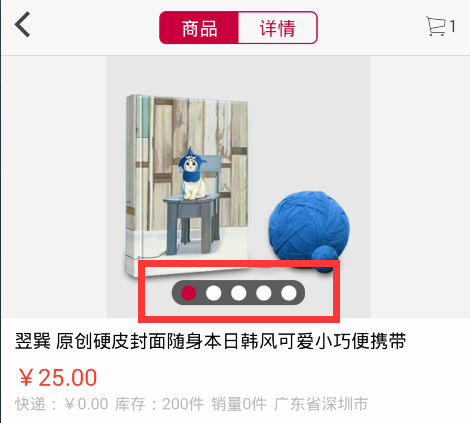 商品 详情 1
翌巽 原创硬皮封面随身本日韩风可爱小巧便携带
￥25.00
快递：￥0.00 库存：200件 销量0件 广东省深圳市